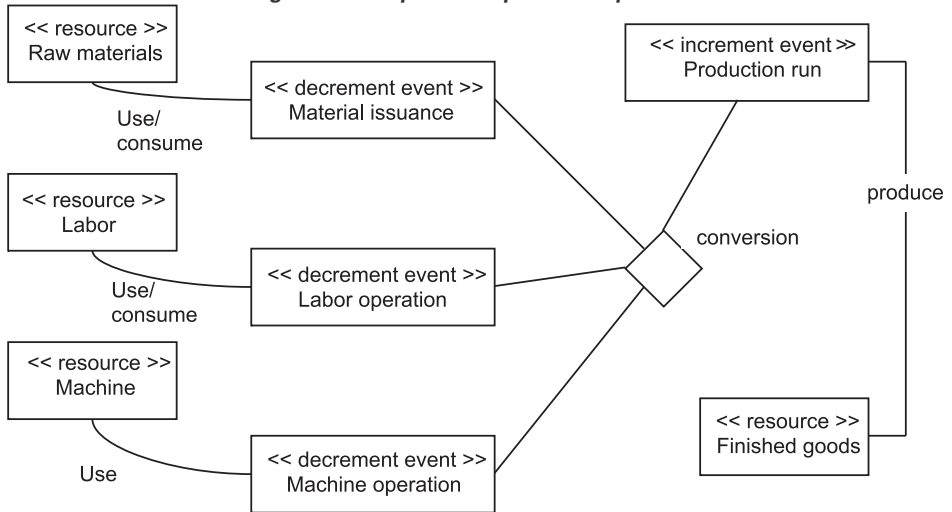 << resource >>
Raw materials
Use/
consume
<< decrement event >>
Material issuance
<< increment event >>
Production run
<< resource >>
Labor
Use/
consume
<< decrement event >>
Labor operation
conversion
produce
<< resource >>
Machine
Use
<< decrement event >>
Machine operation
<< resource >>
Finished goods